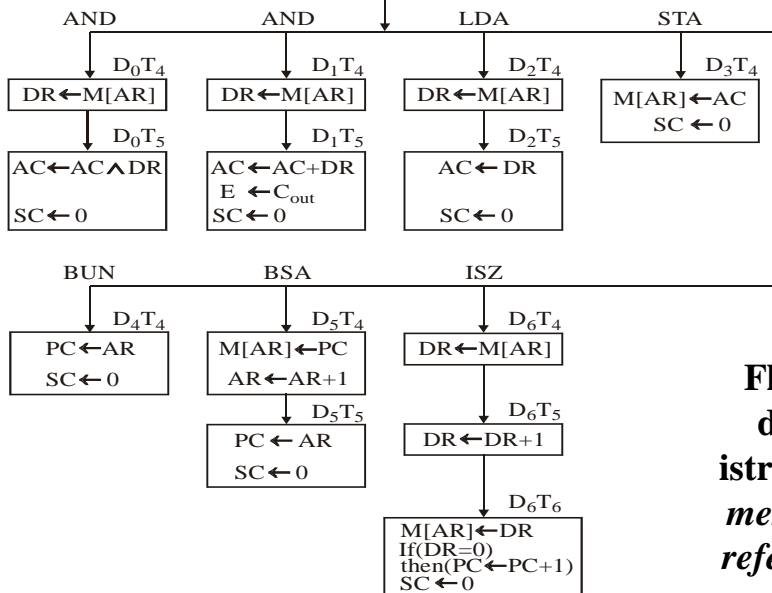 AND AND LDA STA
D₀T₄ D₁T₄ D₂T₄ D₃T₄
DR←M[AR] DR←M[AR] DR←M[AR] M[AR]←AC
SC←0
D₀T₅ D₁T₅ D₂T₅
AC←AC∧DR AC←AC+DR AC←DR
E ←Cout
SC←0 SC←0 SC←0
BUN BSA ISZ
D₄T₄ D₅T₄ D₆T₄
PC←AR M[AR]←PC DR←M[AR]
SC←0 AR←AR+1
D₅T₅ D₆T₅
PC←AR DR←DR+1
SC←0
D₆T₆
M[AR]←DR
If(DR=0)
then(PC←PC+1)
SC←0